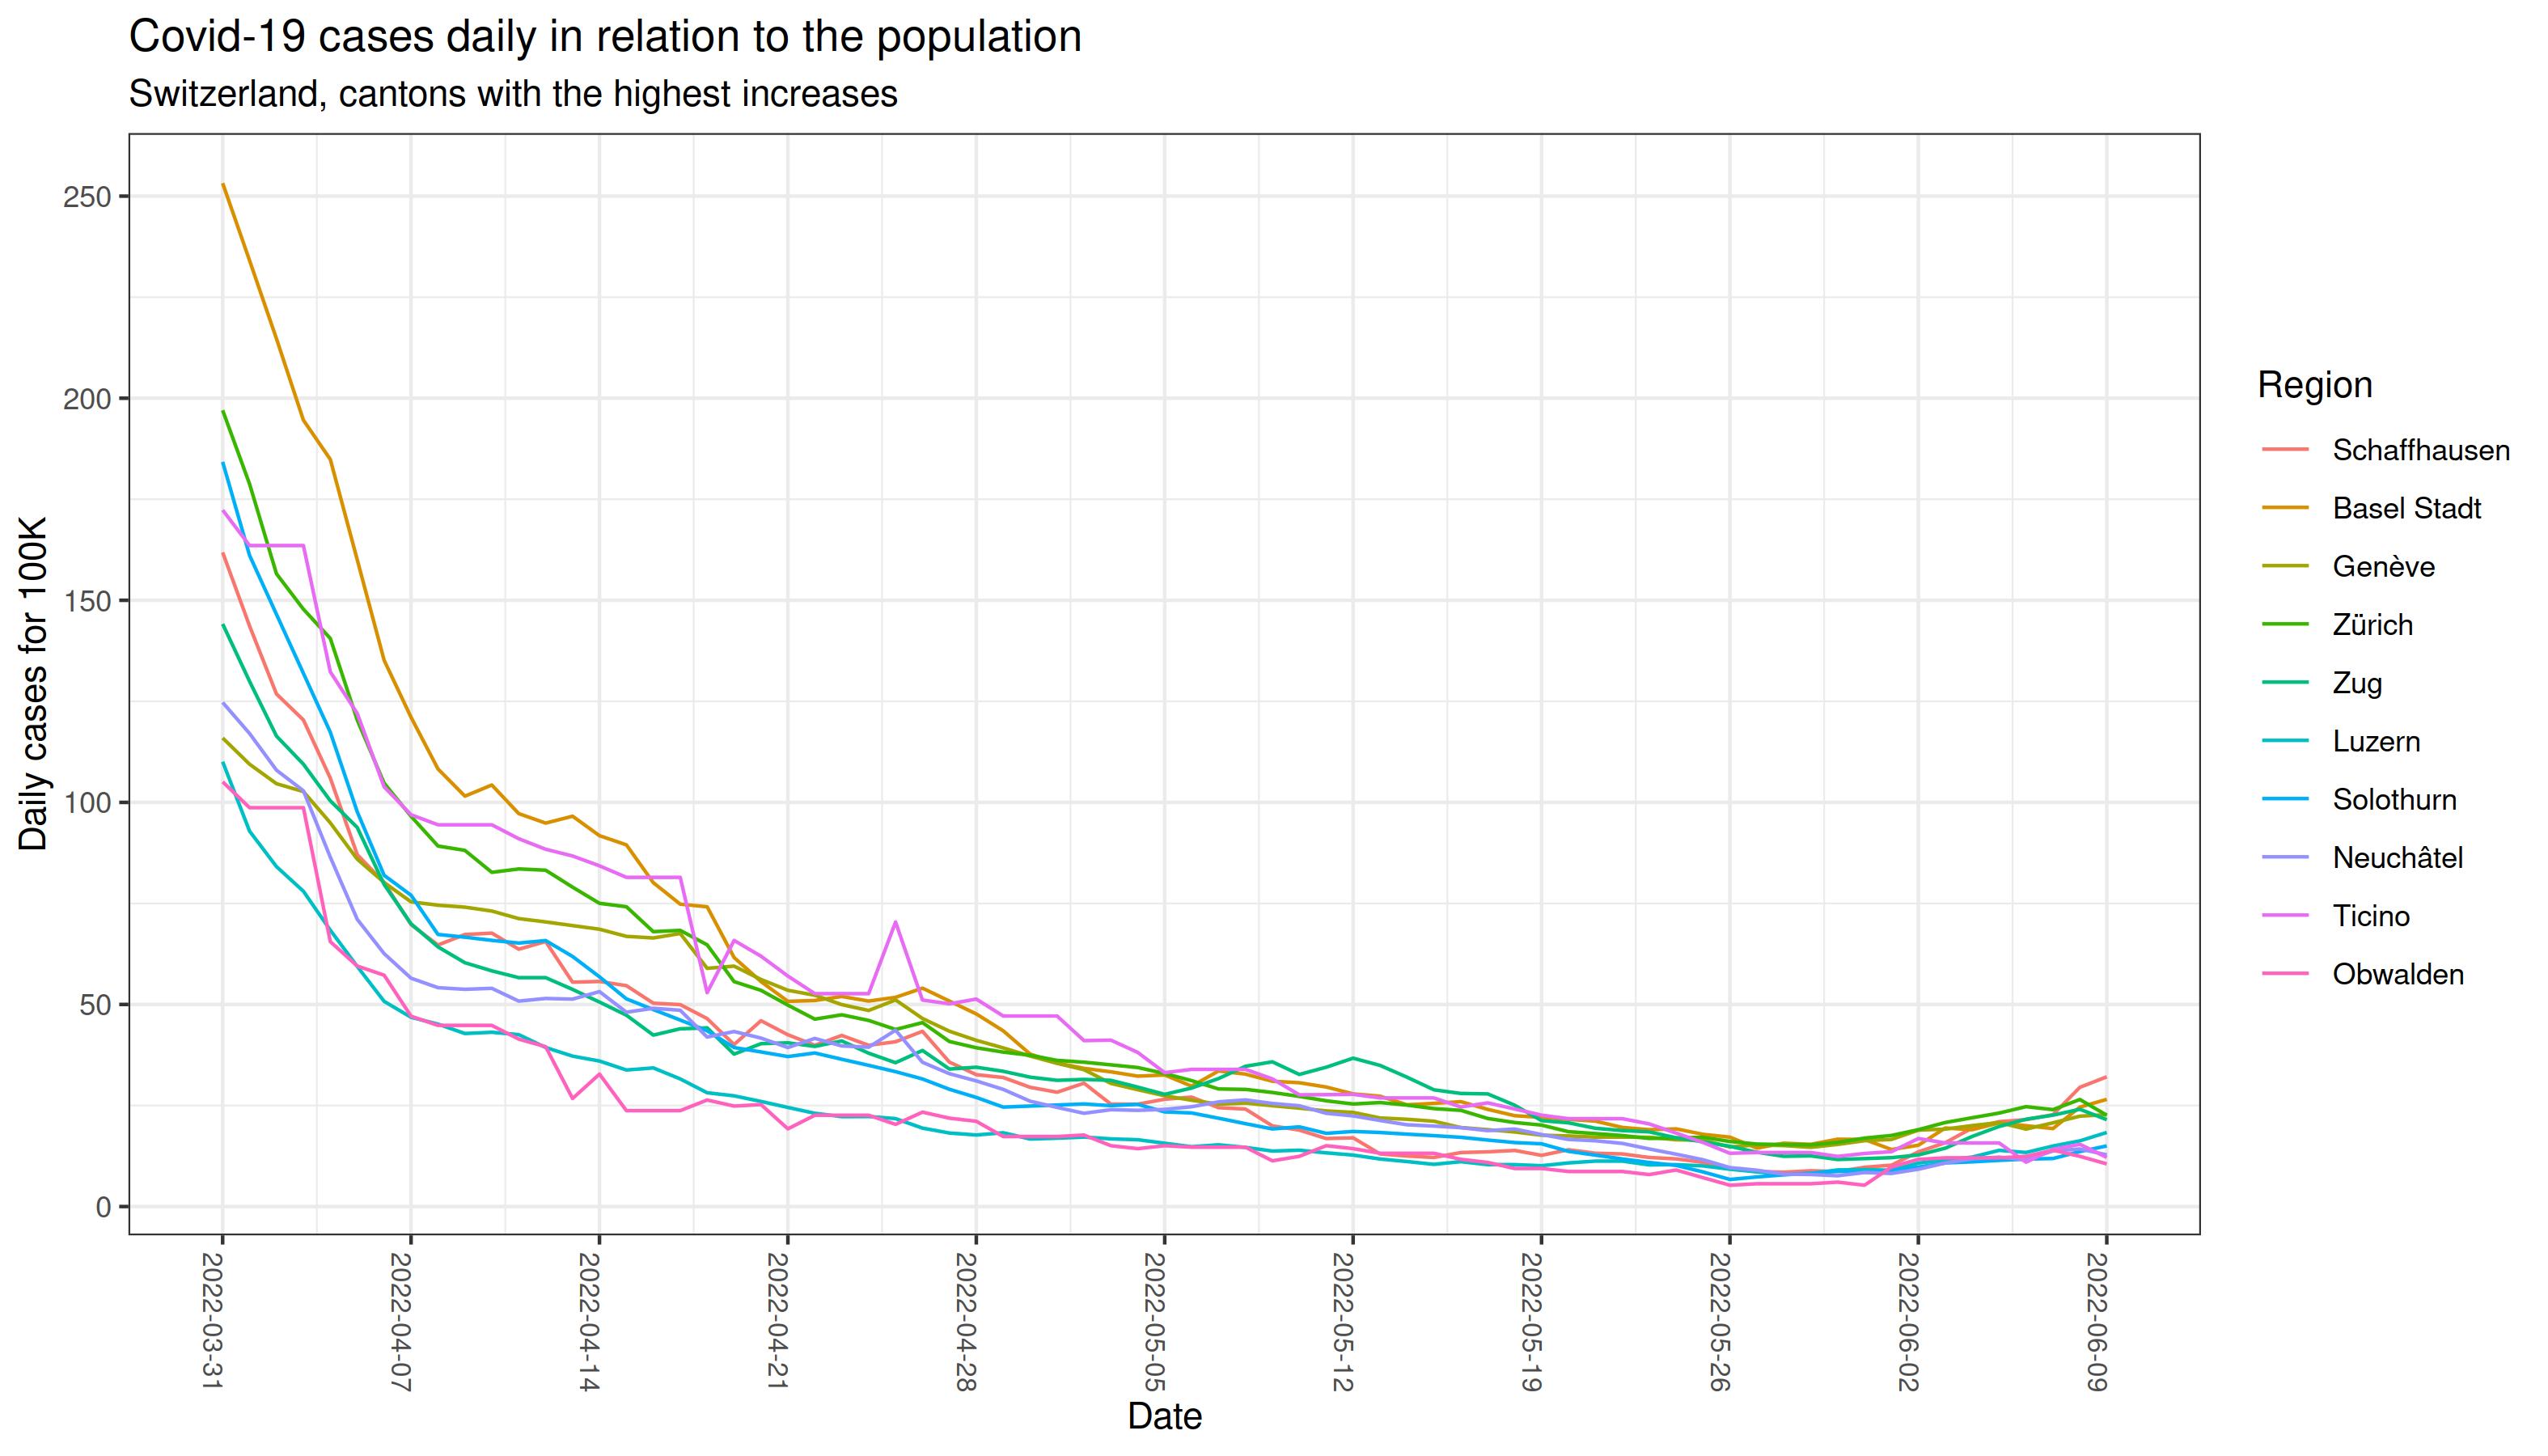 Covid-19 cases daily in relation to the population
Switzerland, cantons with the highest increases
Daily cases for 100K
250
200
150
100
50
0
2022-03-31
2022-04-07
2022-04-14
2022-04-21
2022-04-28
2022-05-05
2022-05-12
2022-05-19
2022-05-26
2022-06-02
2022-06-09
Date
Region
Schaffhausen
Basel Stadt
Genève
Zürich
Zug
Luzern
Solothurn
Neuchâtel
Ticino
Obwalden